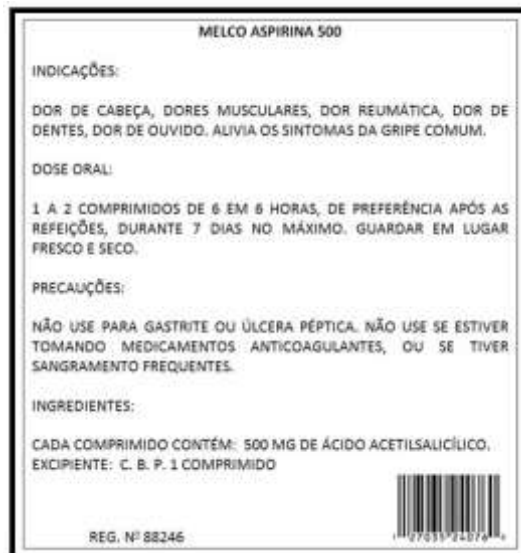 MELCO ASPIRINA 500
INDICAÇÕES:
DOR DE CABEÇA, DORES MUSCULARES, DOR REUMÁTICA, DOR DE
DENTES, DOR DE OUVIDO. ALIVIA OS SINTOMAS DA GRIPE COMUM.
DOSE ORAL:
1 A 2 COMPRIMIDOS DE 6 EM 6 HORAS, DE PREFERÊNCIA APÓS AS
REFEIÇÕES, DURANTE 7 DIAS NO MÁXIMO. GUARDAR EM LUGAR
FRESCO E SECO.
PRECAUÇÕES:
NÃO USE PARA GASTRITE OU ÚLCERA PÉPTICA. NÃO USE SE ESTIVER
TOMANDO MEDICAMENTOS ANTICOAGULANTES, OU SE TIVER
SANGRAMENTO FREQUENTES.
INGREDIENTES:
CADA COMPRIMIDO CONTÉM: 500 MG DE ÁCIDO ACETILSALICÍLICO.
EXCIPIENTE: C. B. P. 1 COMPRIMIDO
REG. Nº 88246